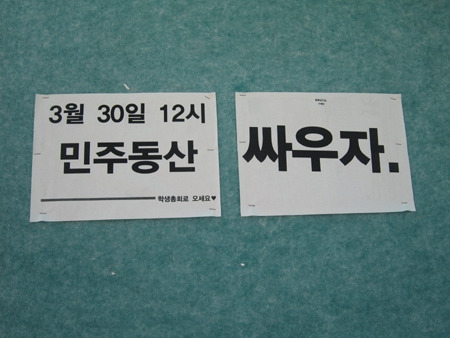 3월 30일 12시
민주동산
학생총회로 오세요♥
싸우자.